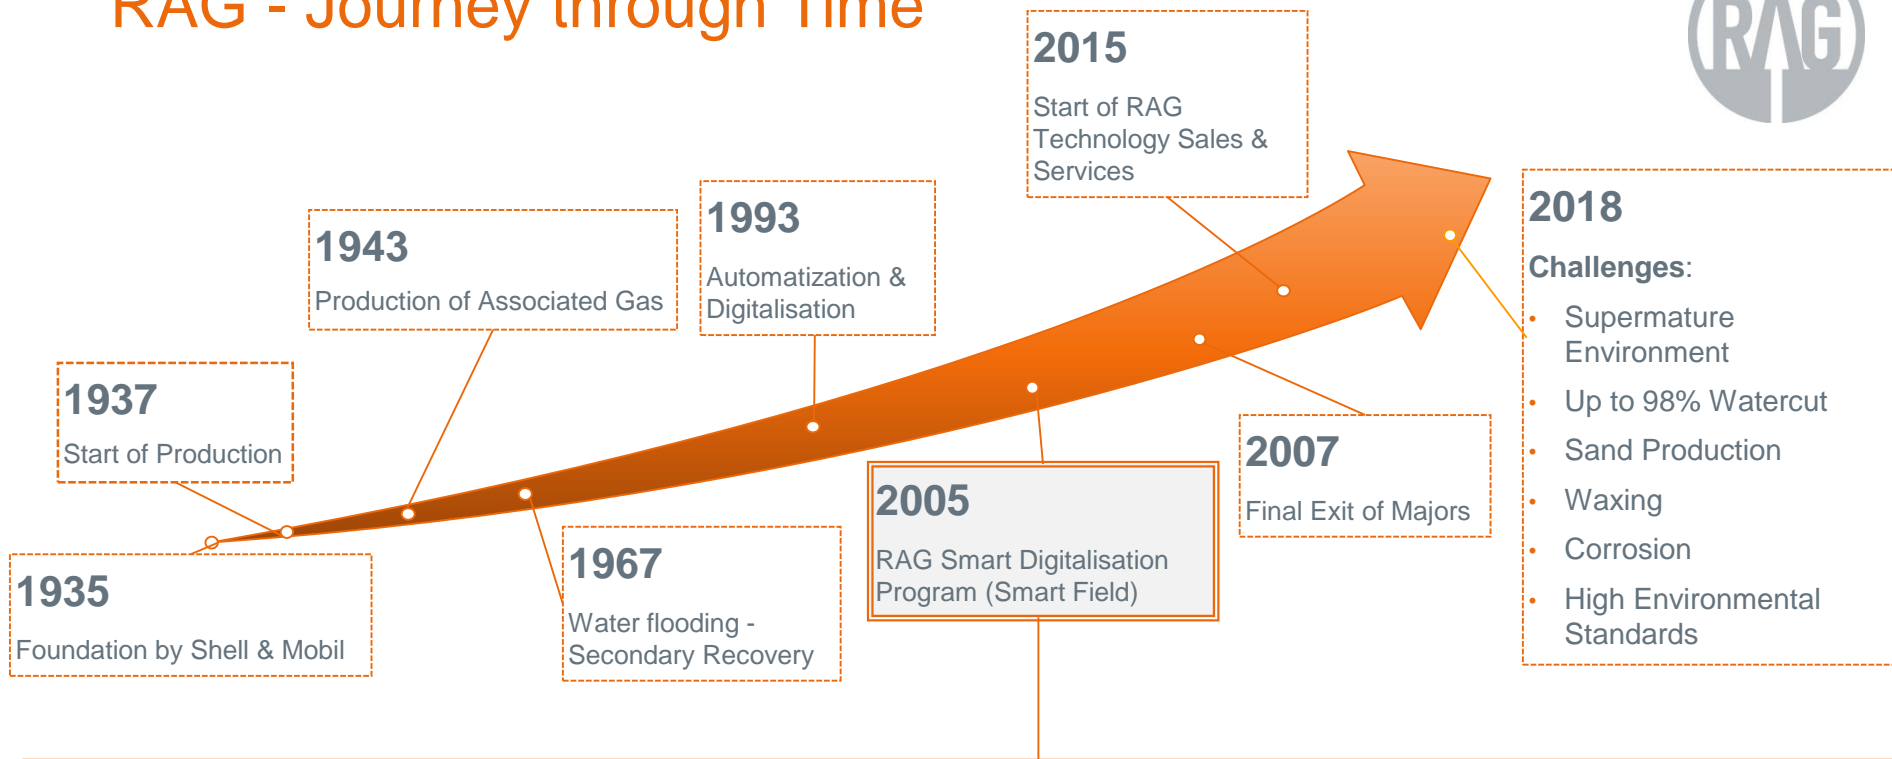 RAG - Journey through Time
RAG
2015
Start of RAG
Technology Sales &
Services
1993
Automatization &
Digitalisation
1943
Production of Associated Gas
1937
Start of Production
1935
Foundation by Shell & Mobil
1967
Water flooding -
Secondary Recovery
2005
RAG Smart Digitalisation
Program (Smart Field)
2007
Final Exit of Majors
2018
Challenges:
• Supermature
Environment
• Up to 98% Watercut
• Sand Production
• Waxing
• Corrosion
• High Environmental
Standards